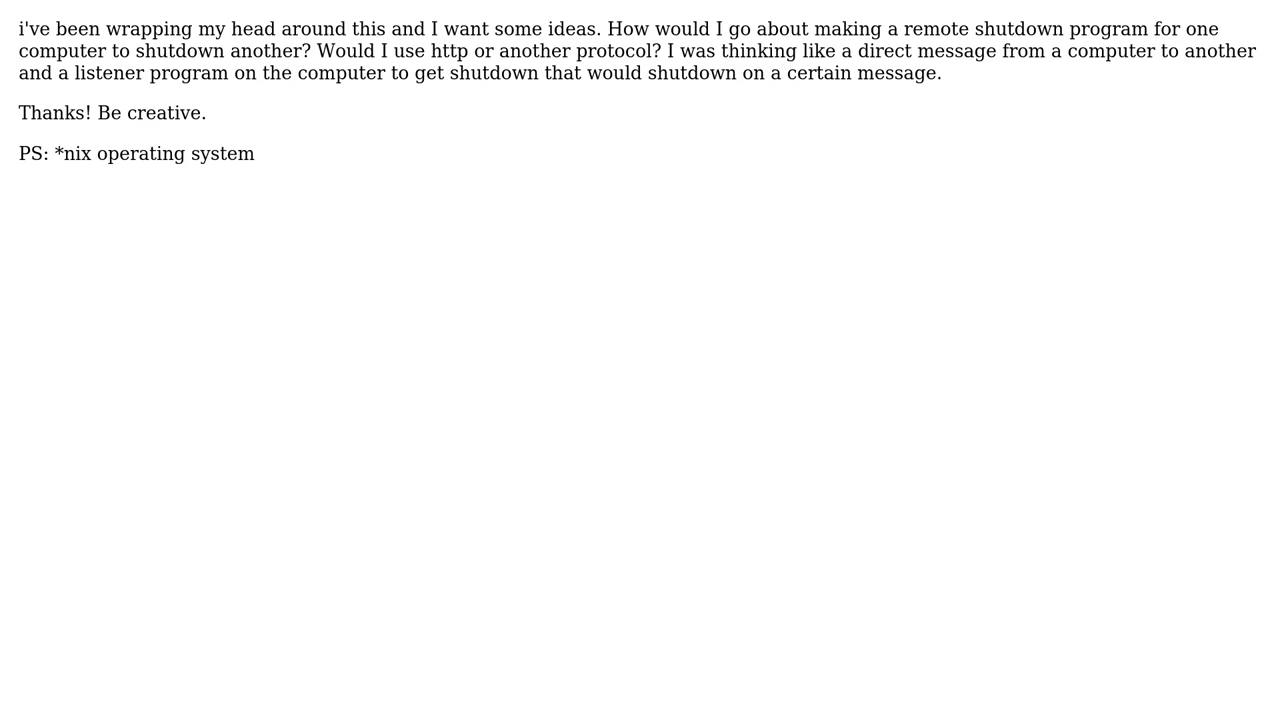 i've been wrapping my head around this and I want some ideas. How would I go about making a remote shutdown program for one
computer to shutdown another? Would I use http or another protocol? I was thinking like a direct message from a computer to another
and a listener program on the computer to get shutdown that would shutdown on a certain message.
Thanks! Be creative.
PS: *nix operating system